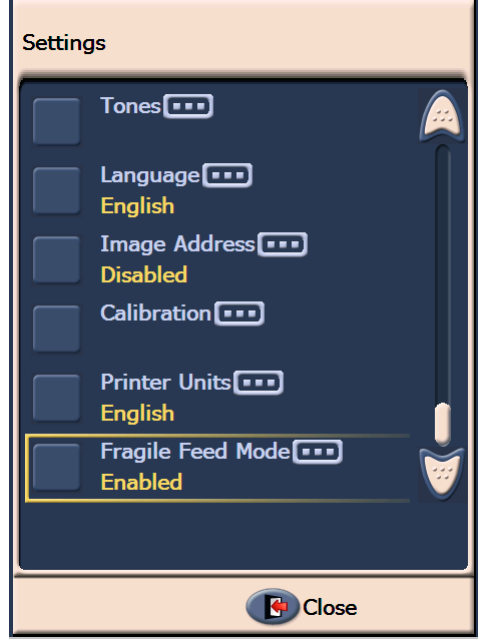 Settings
Tones
Language
English
Image Address
Disabled
Calibration
Printer Units
English
Fragile Feed Mode
Enabled
Close